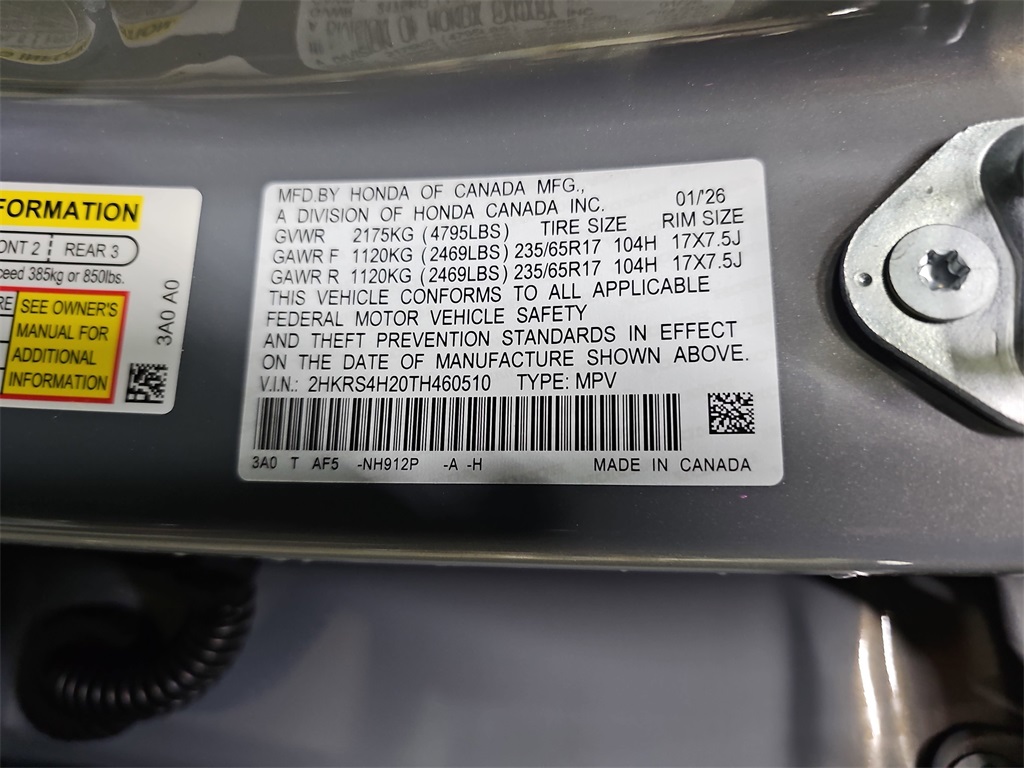 FORMATION
ONT 2 REAR 3
ceed 385kg or 850lbs.
RE
SEE OWNER'S
MANUAL FOR
ADDITIONAL
INFORMATION
3A0 A0
MFD.BY HONDA OF CANADA MFG.,
A DIVISION OF HONDA CANADA INC. 01/'26
GVWR 2175KG (4795LBS) TIRE SIZE RIM SIZE
GAWR F 1120KG (2469LBS) 235/65R17 104H 17X7.5J
GAWR R 1120KG (2469LBS) 235/65R17 104H 17X7.5J
THIS VEHICLE CONFORMS TO ALL APPLICABLE
FEDERAL MOTOR VEHICLE SAFETY
AND THEFT PREVENTION STANDARDS IN EFFECT
ON THE DATE OF MANUFACTURE SHOWN ABOVE.
V.I.N.: 2HKRS4H20TH460510 TYPE: MPV
3A0 T AF5 -NH912P -A -H MADE IN CANADA